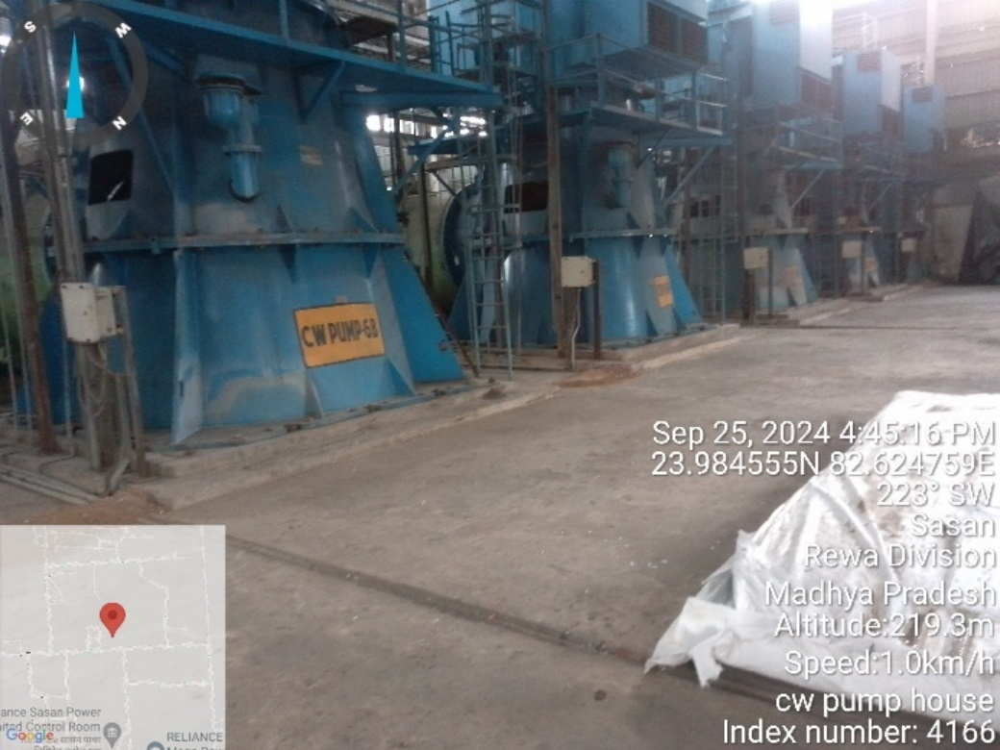 S
W
E
N
CW PUMP-6B
Sep 25, 2024 4:45:16 PM
23.984555N 82.624759E
223° SW
Sasan
Rewa Division
Madhya Pradesh
Altitude:219.3m
Speed:1.0km/h
cw pump house
Index number: 4166
ance Sasan Power
ited Control Room
Google
RELIANCE